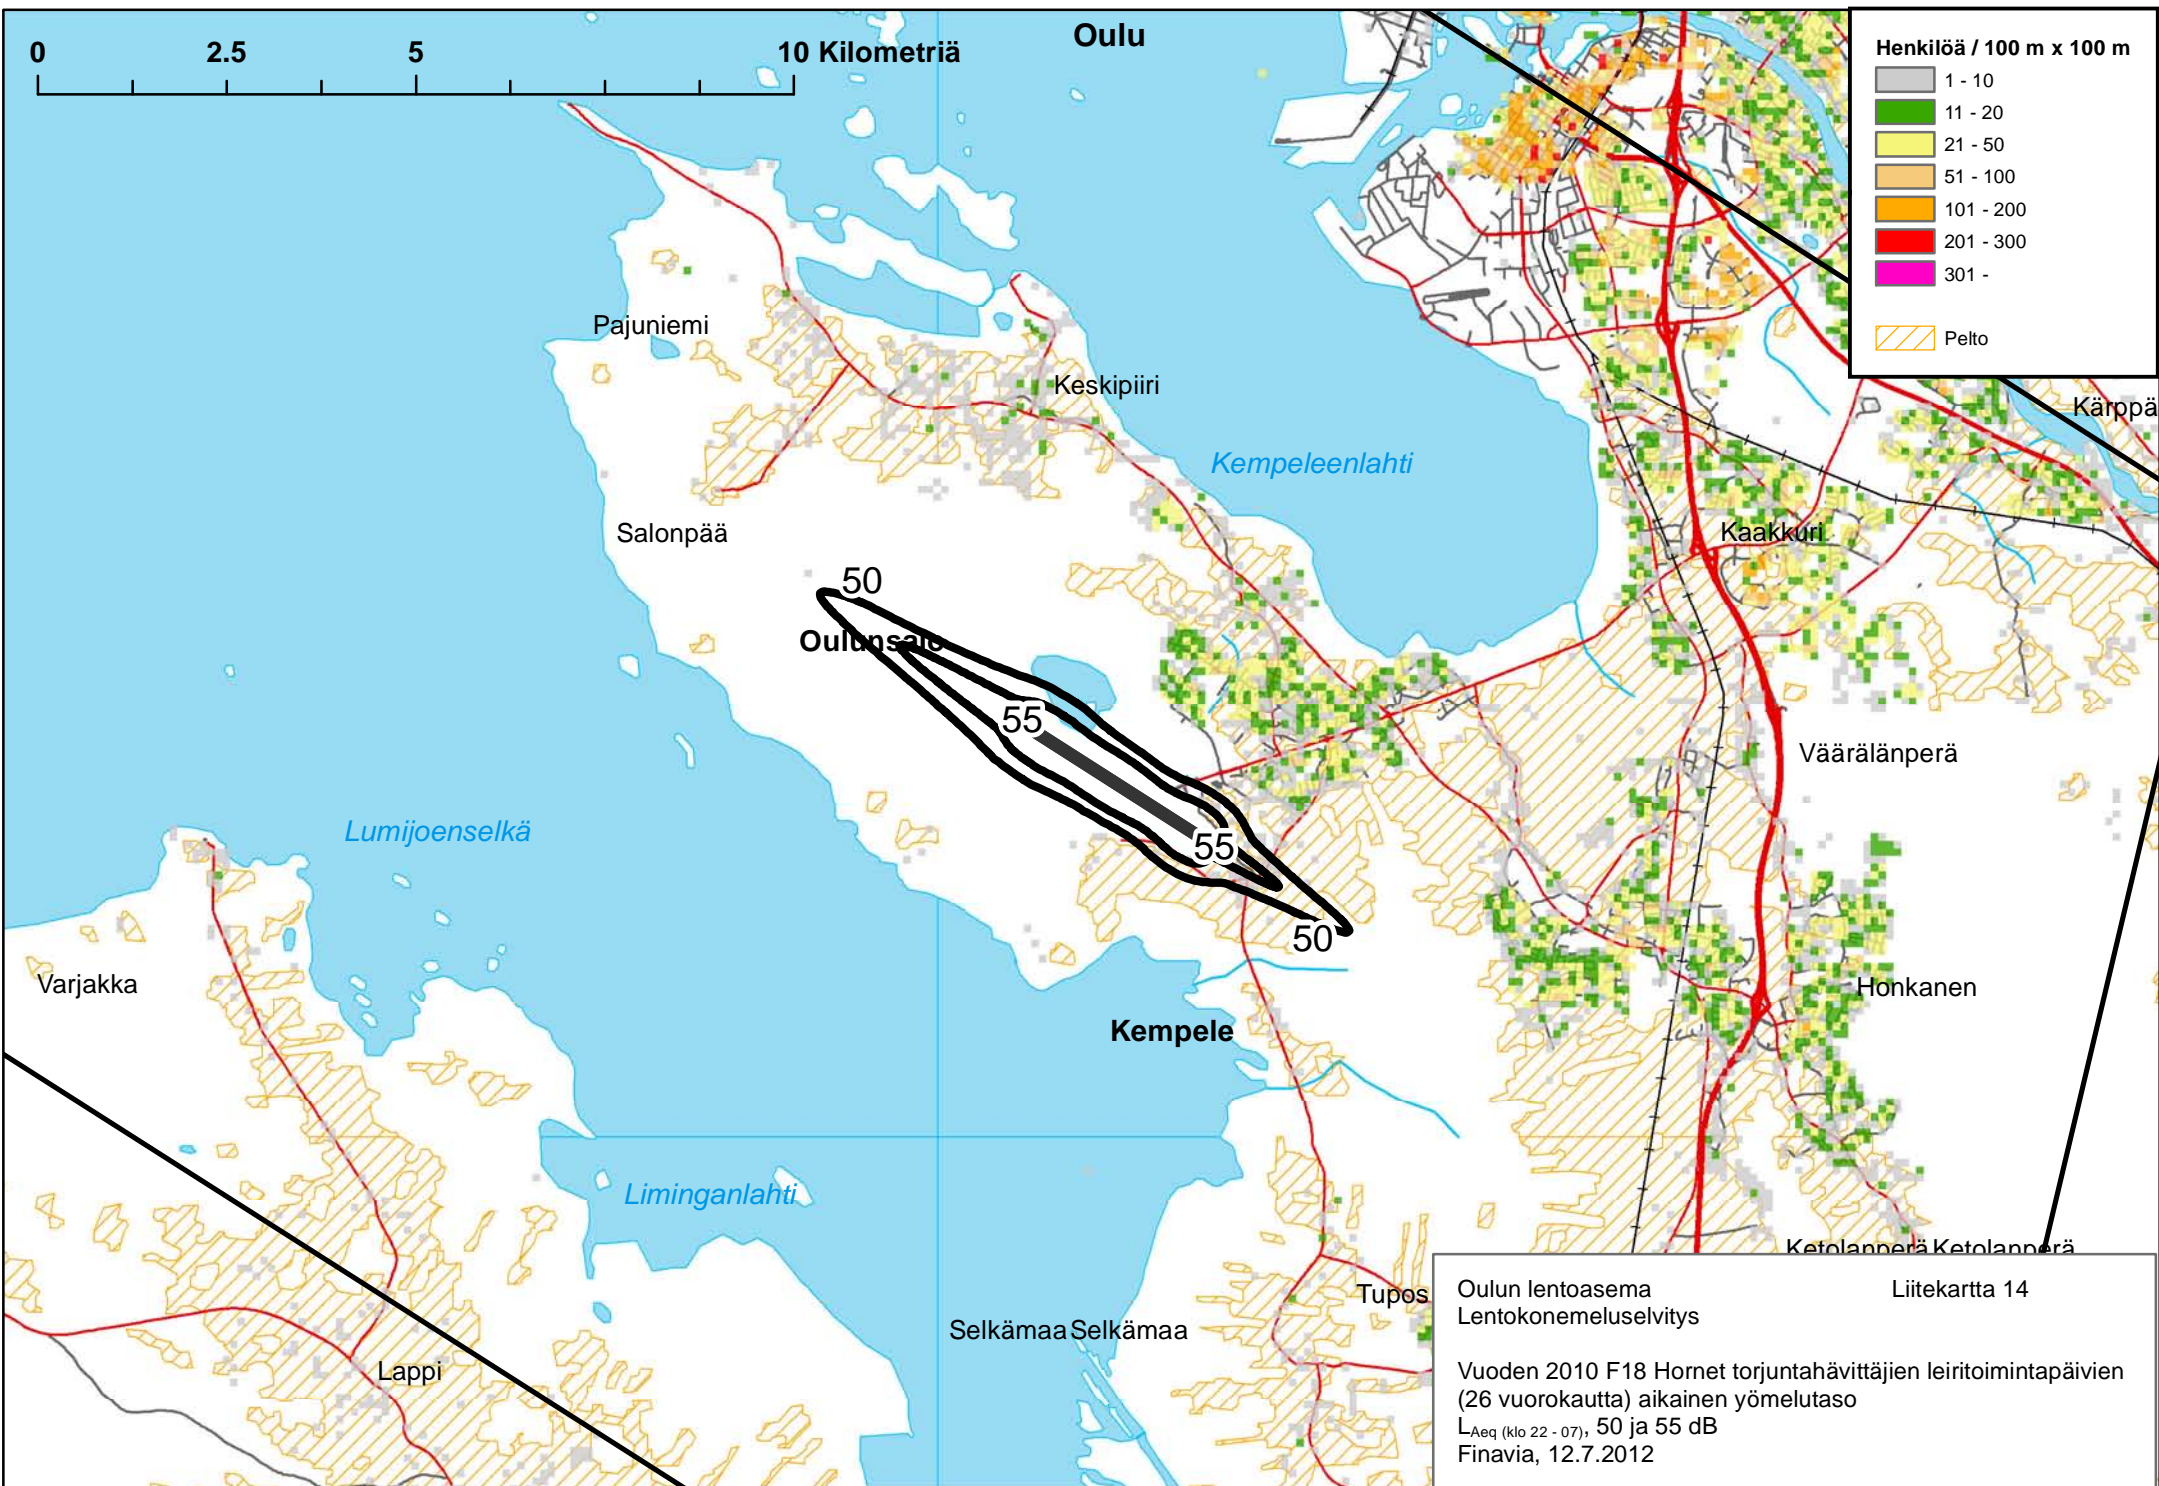 0 2.5 5 10 Kilometriä
Oulu
Henkilöä / 100 m x 100 m
1 - 10
11 - 20
21 - 50
51 - 100
101 - 200
201 - 300
301 -
Pelto
Pajuniemi
Keskipiiri
Kärppä
Kempeleenlahti
Salonpää
Kaakkuri
50
Oulunsalo
55
Väärälänperä
Lumijoenselkä
55
50
Varjakka
Honkanen
Kempele
Liminganlahti
Ketolanperä Ketolanperä
Tupos
Selkämaa Selkämaa
Lappi
Oulun lentoasema Liitekartta 14
Lentokonemeluselvitys
Vuoden 2010 F18 Hornet torjuntahävittäjien leiritoimintapäivien
(26 vuorokautta) aikainen yömelutaso
LAeq (klo 22 - 07), 50 ja 55 dB
Finavia, 12.7.2012